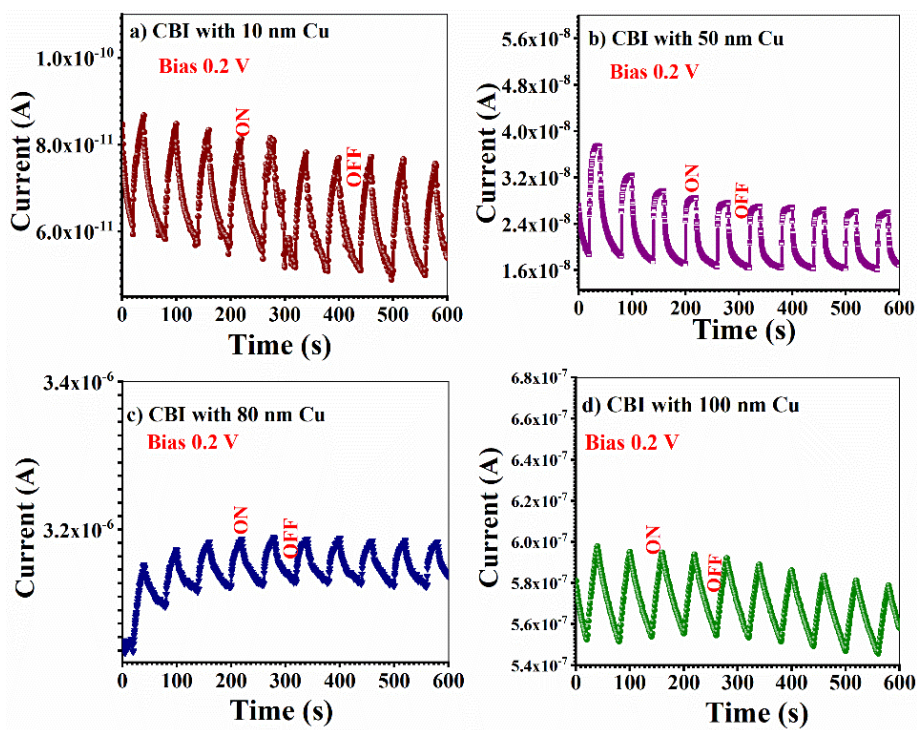 a) CBI with 10 nm Cu
Bias 0.2 V
ON
OFF
1.0x10⁻¹⁰
8.0x10⁻¹¹
6.0x10⁻¹¹
Current (A)
0 100 200 300 400 500 600
Time (s)
b) CBI with 50 nm Cu
Bias 0.2 V
ON
OFF
5.6x10⁻⁸
4.8x10⁻⁸
3.8x10⁻⁸
3.2x10⁻⁸
2.4x10⁻⁸
1.6x10⁻⁸
Current (A)
0 100 200 300 400 500 600
Time (s)
c) CBI with 80 nm Cu
Bias 0.2 V
ON
OFF
3.4x10⁻⁶
3.2x10⁻⁶
Current (A)
0 100 200 300 400 500 600
Time (s)
d) CBI with 100 nm Cu
Bias 0.2 V
ON
OFF
6.8x10⁻⁷
6.6x10⁻⁷
6.4x10⁻⁷
6.2x10⁻⁷
6.0x10⁻⁷
5.8x10⁻⁷
5.6x10⁻⁷
5.4x10⁻⁷
Current (A)
0 100 200 300 400 500 600
Time (s)